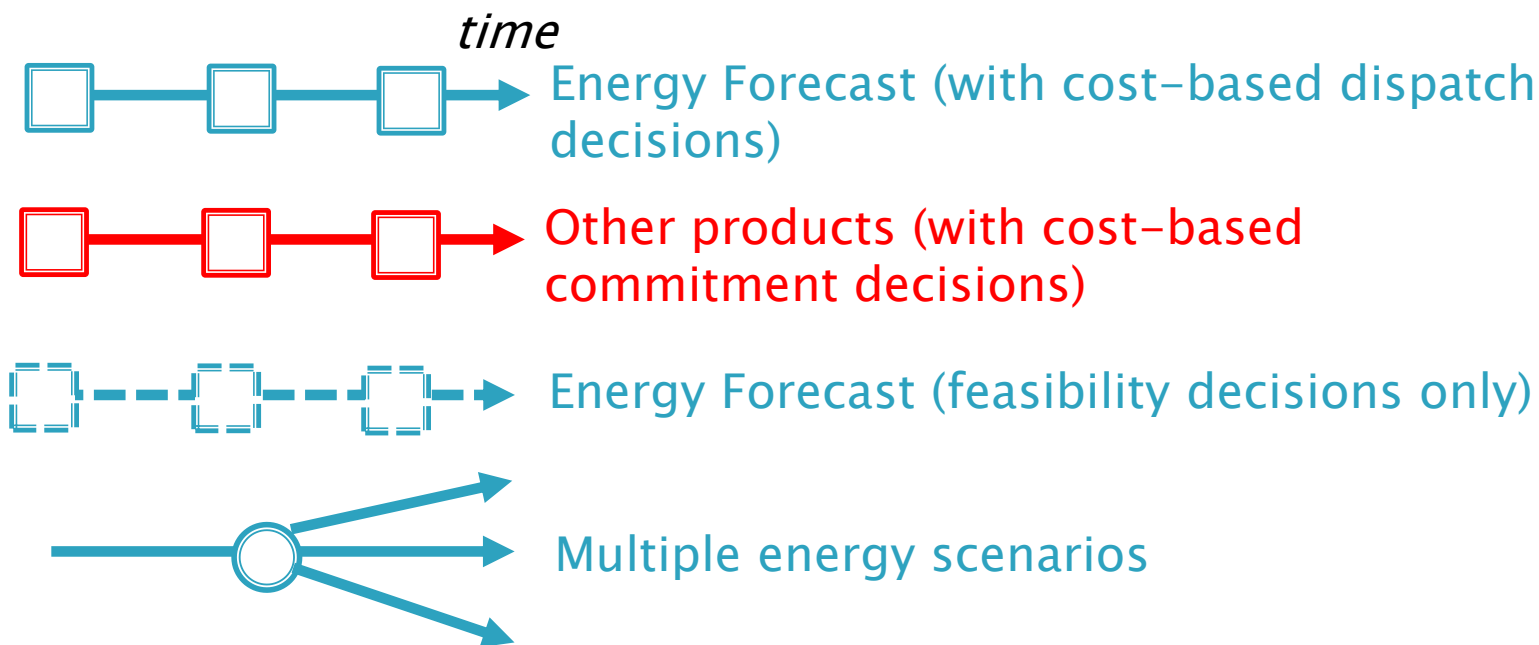 time
Energy Forecast (with cost–based dispatch
decisions)
Other products (with cost–based
commitment decisions)
Energy Forecast (feasibility decisions only)
Multiple energy scenarios